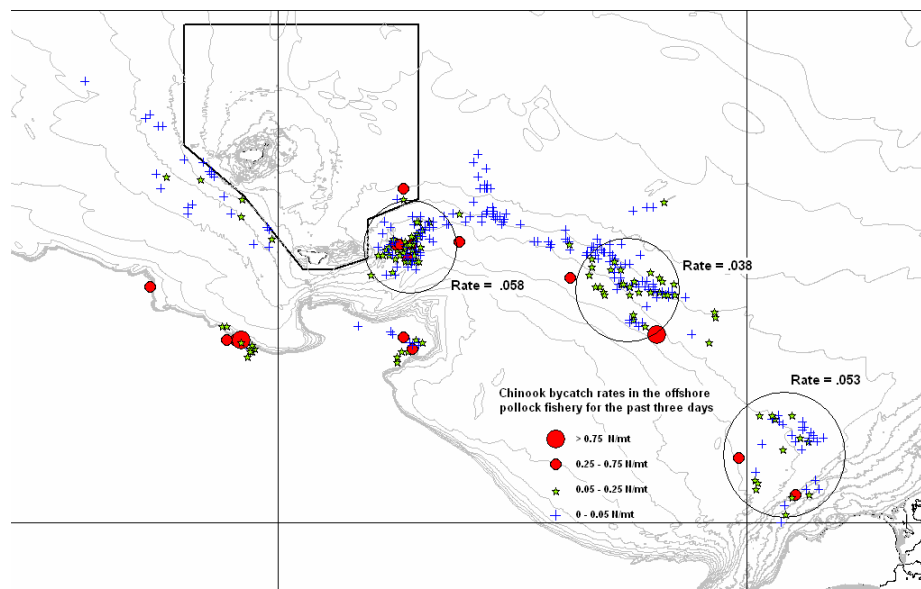 Rate = .058
Rate = .038
Rate = .053
Chinook bycatch rates in the offshore
pollock fishery for the past three days
> 0.75 N/mt
0.25 - 0.75 N/mt
0.05 - 0.25 N/mt
0 - 0.05 N/mt